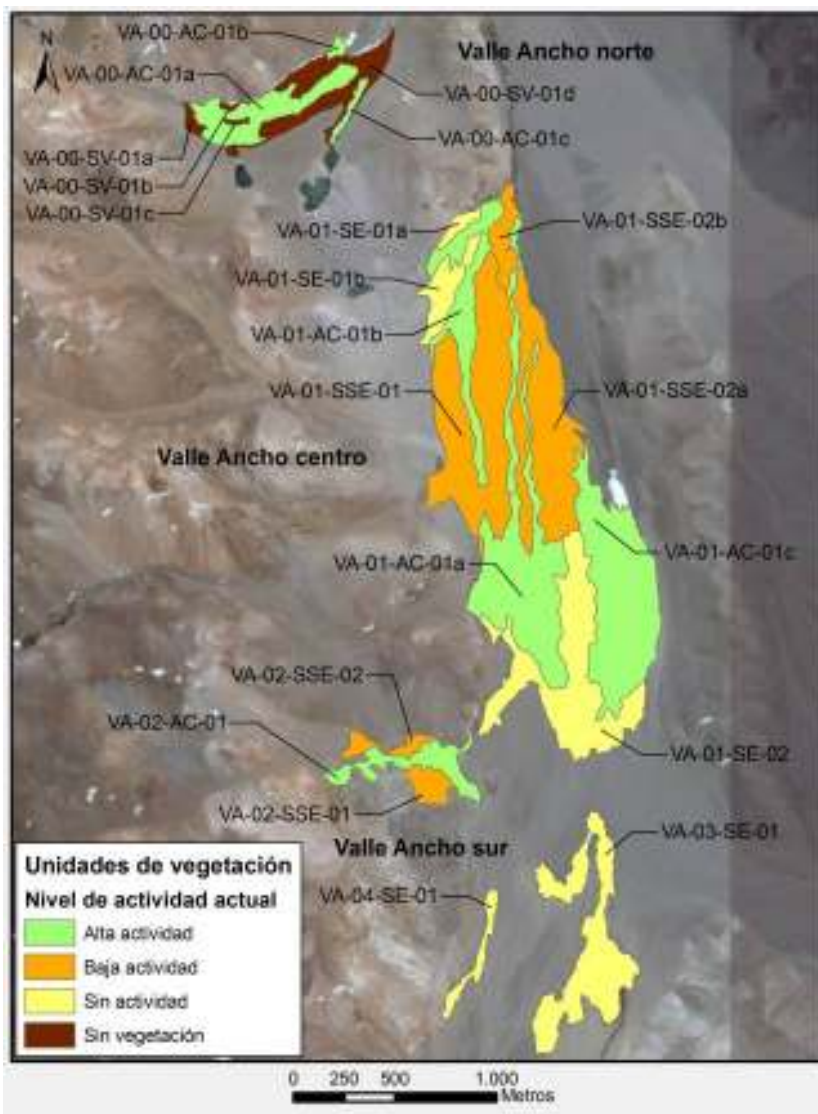 N
VA-00-AC-01b
Valle Ancho norte
VA-00-AC-01a
VA-00-SV-01d
VA-00-AC-01c
VA-00-SV-01a
VA-00-SV-01b
VA-00-SV-01c
VA-01-SE-01a
VA-01-SSE-02b
VA-01-SE-01b
VA-01-AC-01b
VA-01-SSE-01
VA-01-SSE-02a
Valle Ancho centro
VA-01-AC-01a
VA-01-AC-01c
VA-02-SSE-02
VA-02-AC-01
VA-01-SE-02
VA-02-SSE-01
Valle Ancho sur
VA-03-SE-01
VA-04-SE-01
Unidades de vegetación
Nivel de actividad actual
Alta actividad
Baja actividad
Sin actividad
Sin vegetación
0 250 500 1.000
Metros